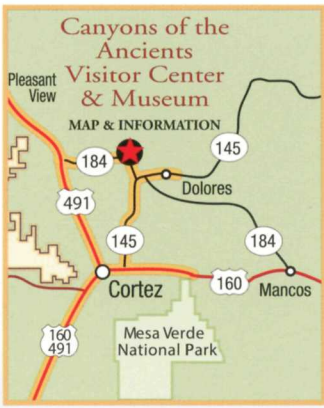 Canyons of the
Ancients
Visitor Center
& Museum
MAP & INFORMATION
Pleasant
View
184
145
Dolores
491
145
184
Cortez
160
Mancos
160
491
Mesa Verde
National Park